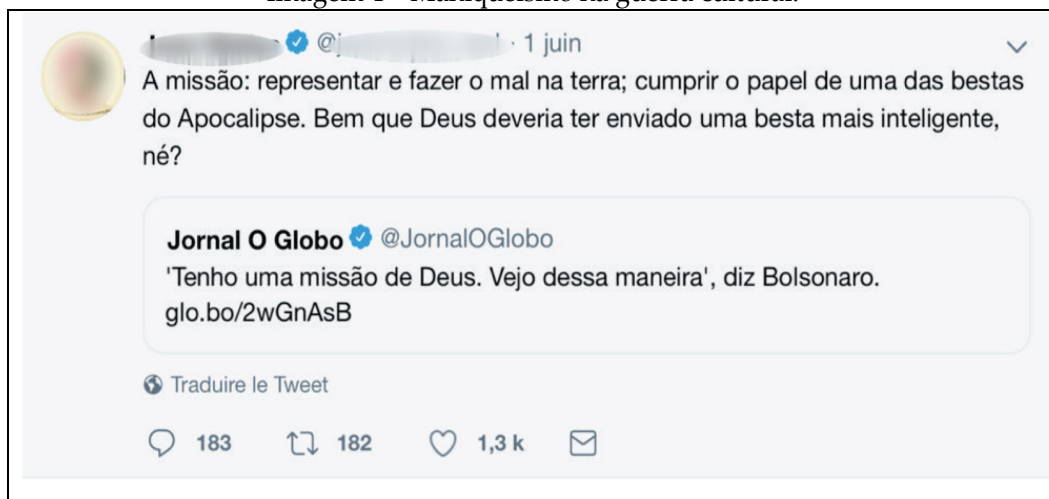 Imagem 1 - Maniqueísmo na guerra cultural.
· 1 juin
A missão: representar e fazer o mal na terra; cumprir o papel de uma das bestas
do Apocalipse. Bem que Deus deveria ter enviado uma besta mais inteligente,
né?
Jornal O Globo @JornalOGlobo
'Tenho uma missão de Deus. Vejo dessa maneira', diz Bolsonaro.
glo.bo/2wGnAsB
Traduire le Tweet
183 182 1,3 k